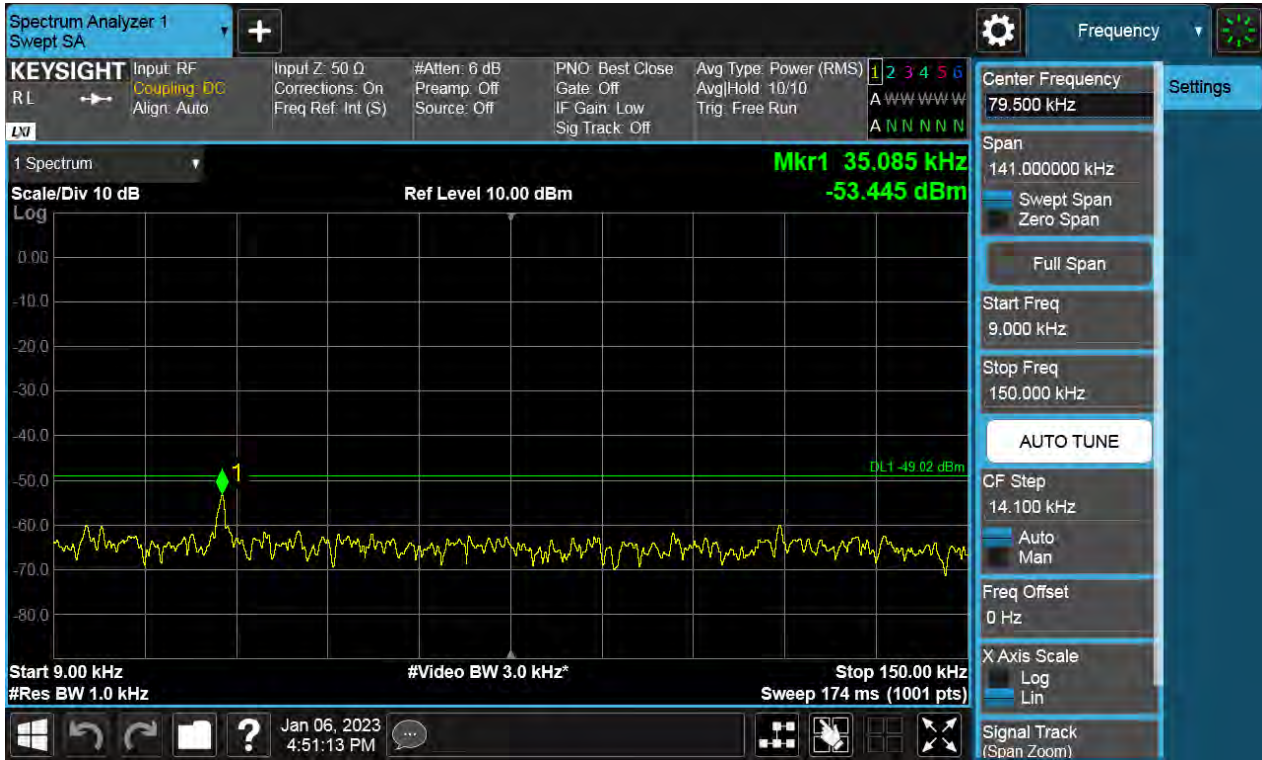 Spectrum Analyzer 1
Swept SA
Frequency
KEYSIGHT
RL
LXI
Input: RF
Coupling: DC
Align: Auto
Input Z: 50 Ω
Corrections: On
Freq Ref: Int (S)
#Atten: 6 dB
Preamp: Off
Source: Off
PNO: Best Close
Gate: Off
IF Gain: Low
Sig Track: Off
Avg Type: Power (RMS)
Avg|Hold: 10/10
Trig: Free Run
1 2 3 4 5 6
A W W W W W
A N N N N N
1 Spectrum
Scale/Div 10 dB
Ref Level 10.00 dBm
Mkr1 35.085 kHz
-53.445 dBm
Log
0.00
-10.0
-20.0
-30.0
-40.0
-50.0
-60.0
-70.0
-80.0
1
DL1 -49.02 dBm
Start 9.00 kHz
#Video BW 3.0 kHz*
Stop 150.00 kHz
#Res BW 1.0 kHz
Sweep 174 ms (1001 pts)
Jan 06, 2023
4:51:13 PM
Center Frequency
79.500 kHz
Settings
Span
141.000000 kHz
Swept Span
Zero Span
Full Span
Start Freq
9.000 kHz
Stop Freq
150.000 kHz
AUTO TUNE
CF Step
14.100 kHz
Auto
Man
Freq Offset
0 Hz
X Axis Scale
Log
Lin
Signal Track
(Span Zoom)